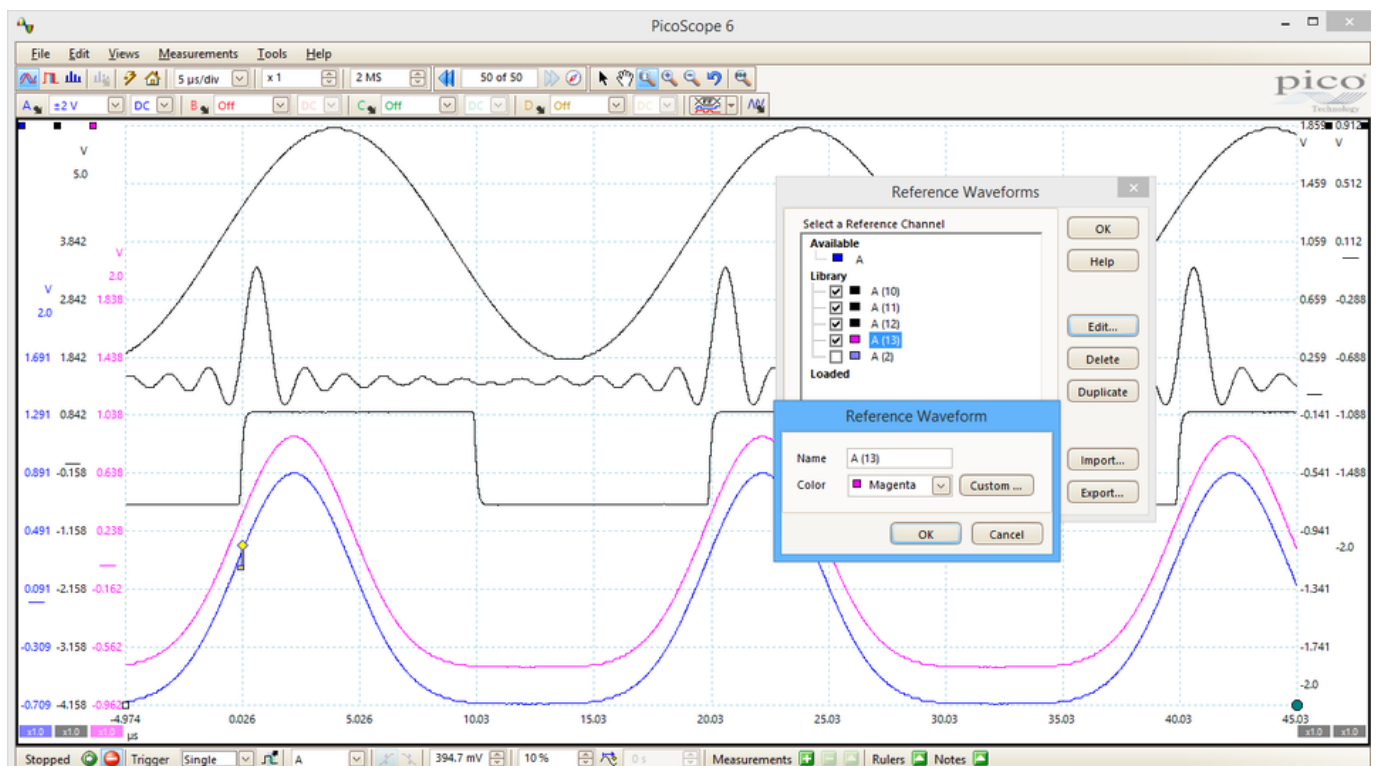 PicoScope 6
File Edit Views Measurements Tools Help
5 µs/div x 1 2 MS 50 of 50
pico
Technology
A ±2 V DC B Off DC C Off DC D Off DC
V
5.0
3.842
2.842
1.842
0.842
-0.158
-1.158
-2.158
-3.158
-4.158
V
2.0
1.838
1.438
1.038
0.638
0.238
-0.162
-0.562
-0.962
V
2.0
1.691
1.291
0.891
0.491
0.091
-0.309
-0.709
1.859 0.912
V V
1.459 0.512
1.059 0.112
0.659 -0.288
0.259 -0.688
-0.141 -1.088
-0.541 -1.488
-0.941
-2.0
-1.341
-1.741
-2.0
Reference Waveforms
Select a Reference Channel
Available
A
Library
A (10)
A (11)
A (12)
A (13)
A (2)
Loaded
OK
Help
Edit...
Delete
Duplicate
Import...
Export...
Reference Waveform
Name A (13)
Color Magenta Custom ...
OK Cancel
-4.974 0.026 5.026 10.03 15.03 20.03 25.03 30.03 35.03 40.03 45.03
x1.0 x1.0 x1.0 µs x1.0 x1.0
Stopped Trigger Single A 394.7 mV 10 % 0 s Measurements Rulers Notes